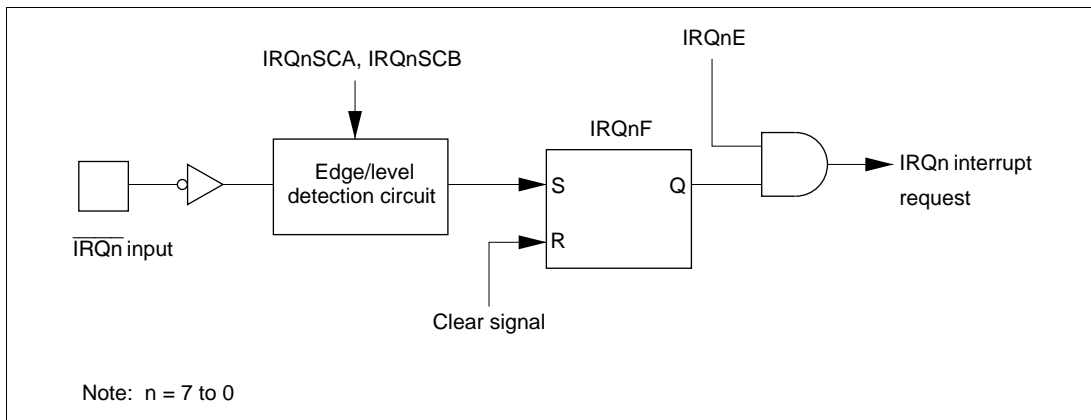 IRQnE
IRQnSCA, IRQnSCB
IRQnF
Edge/level
detection circuit
S
Q
R
IRQn interrupt
request
IRQn input
Clear signal
Note: n = 7 to 0